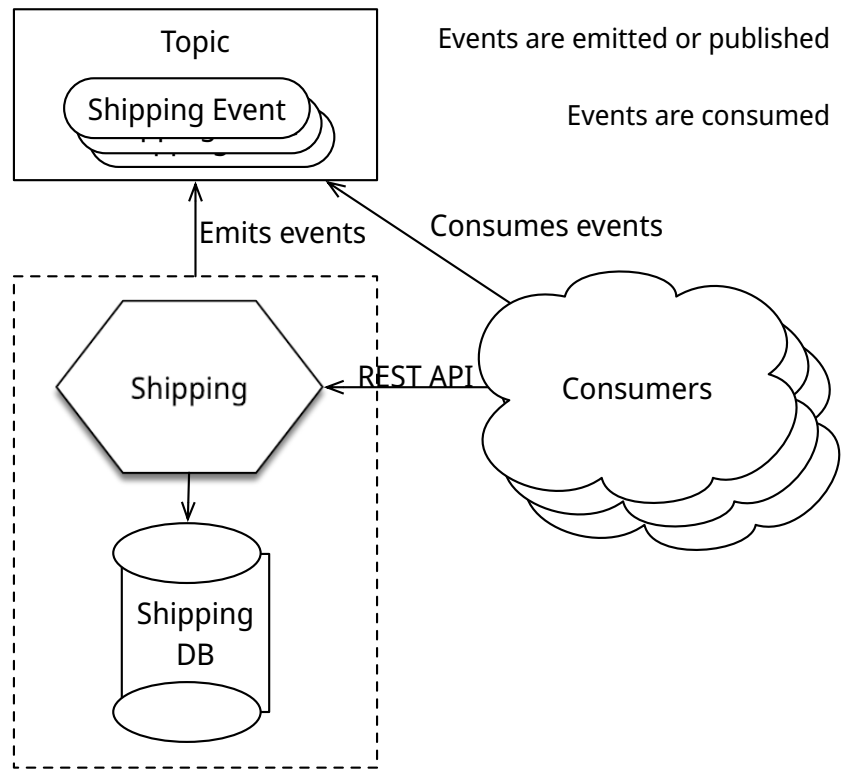 Topic
Events are emitted or published
Shipping Event
Events are consumed
Emits events
Consumes events
REST API
Shipping
Consumers
Shipping
DB